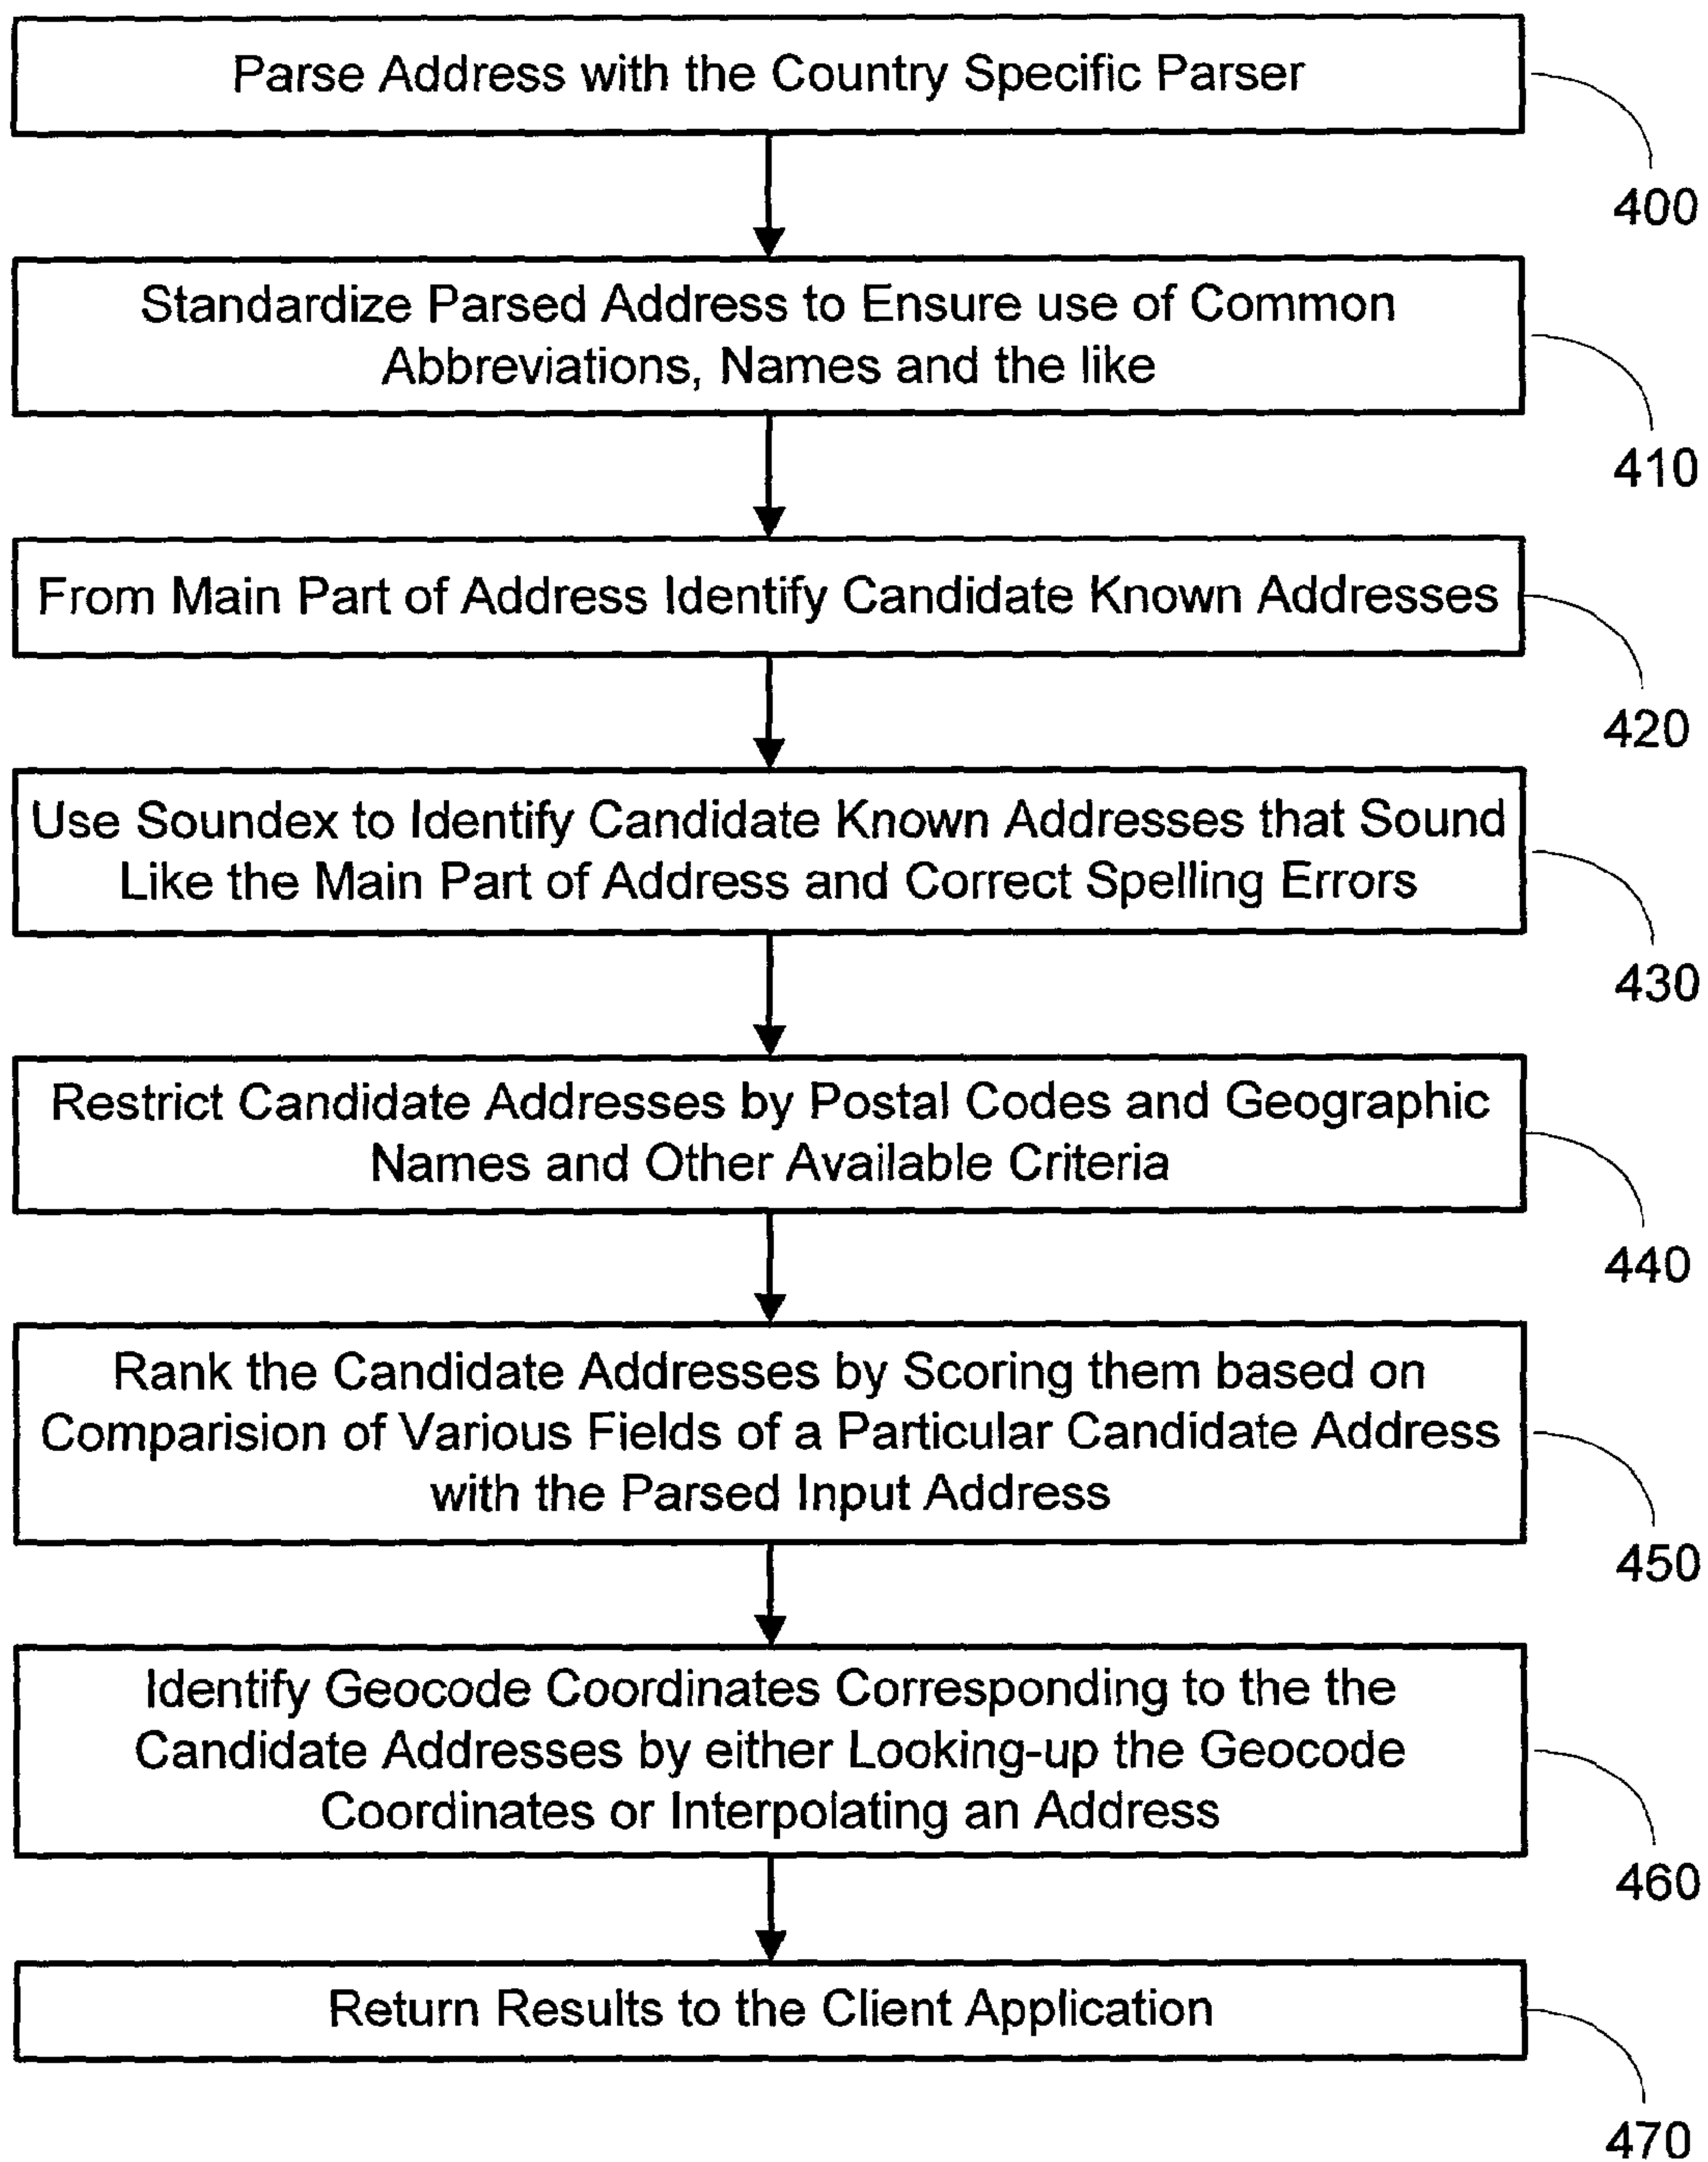 Parse Address with the Country Specific Parser
400
Standardize Parsed Address to Ensure use of Common
Abbreviations, Names and the like
410
From Main Part of Address Identify Candidate Known Addresses
420
Use Soundex to Identify Candidate Known Addresses that Sound
Like the Main Part of Address and Correct Spelling Errors
430
Restrict Candidate Addresses by Postal Codes and Geographic
Names and Other Available Criteria
440
Rank the Candidate Addresses by Scoring them based on
Comparision of Various Fields of a Particular Candidate Address
with the Parsed Input Address
450
Identify Geocode Coordinates Corresponding to the the
Candidate Addresses by either Looking-up the Geocode
Coordinates or Interpolating an Address
460
Return Results to the Client Application
470